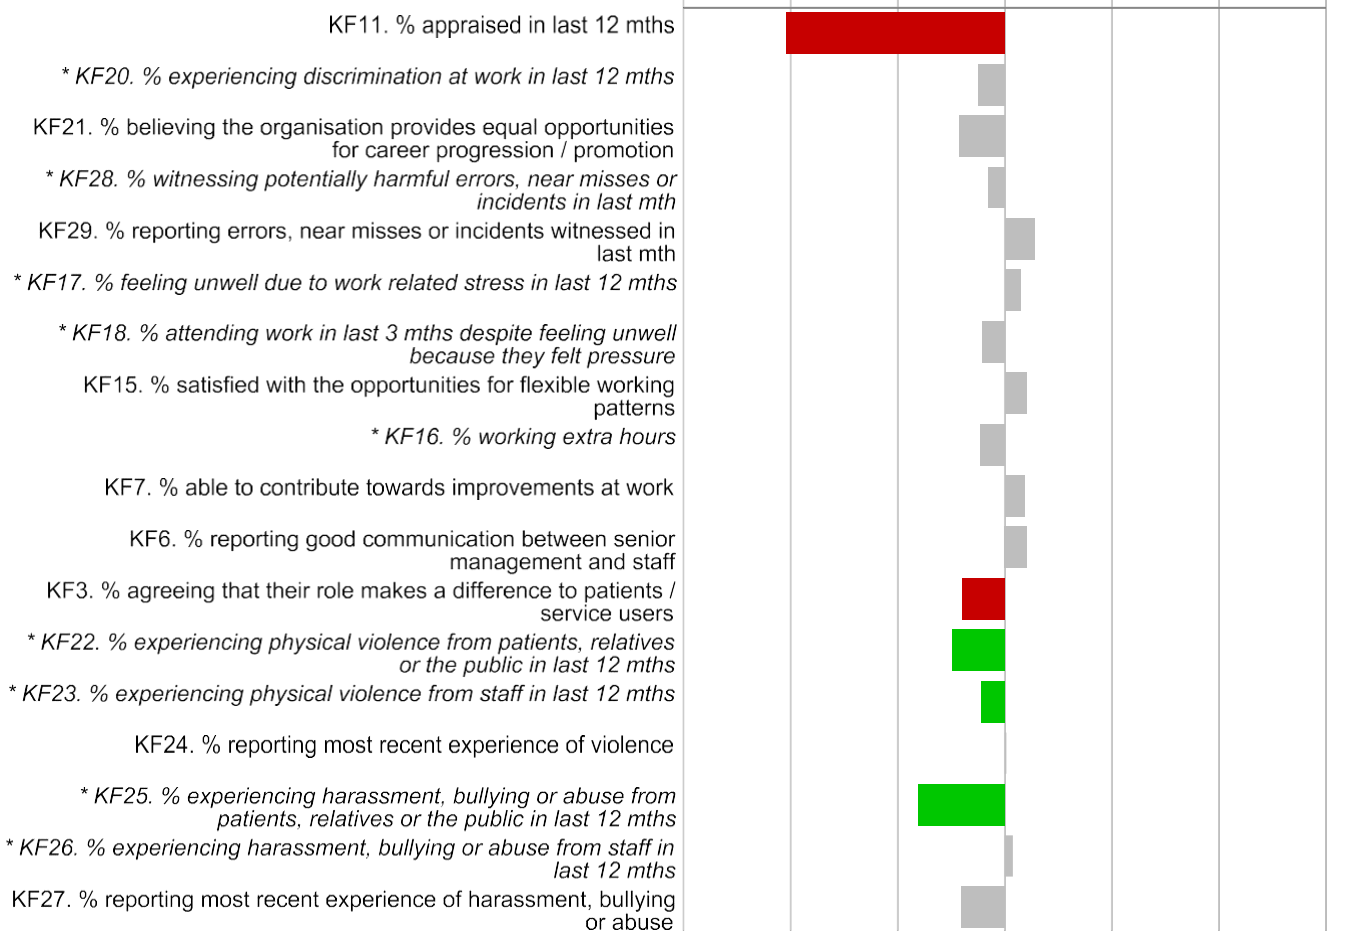 KF11. % appraised in last 12 mths
* KF20. % experiencing discrimination at work in last 12 mths
KF21. % believing the organisation provides equal opportunities
for career progression / promotion
* KF28. % witnessing potentially harmful errors, near misses or
incidents in last mth
KF29. % reporting errors, near misses or incidents witnessed in
last mth
* KF17. % feeling unwell due to work related stress in last 12 mths
* KF18. % attending work in last 3 mths despite feeling unwell
because they felt pressure
KF15. % satisfied with the opportunities for flexible working
patterns
* KF16. % working extra hours
KF7. % able to contribute towards improvements at work
KF6. % reporting good communication between senior
management and staff
KF3. % agreeing that their role makes a difference to patients /
service users
* KF22. % experiencing physical violence from patients, relatives
or the public in last 12 mths
* KF23. % experiencing physical violence from staff in last 12 mths
KF24. % reporting most recent experience of violence
* KF25. % experiencing harassment, bullying or abuse from
patients, relatives or the public in last 12 mths
* KF26. % experiencing harassment, bullying or abuse from staff in
last 12 mths
KF27. % reporting most recent experience of harassment, bullying
or abuse